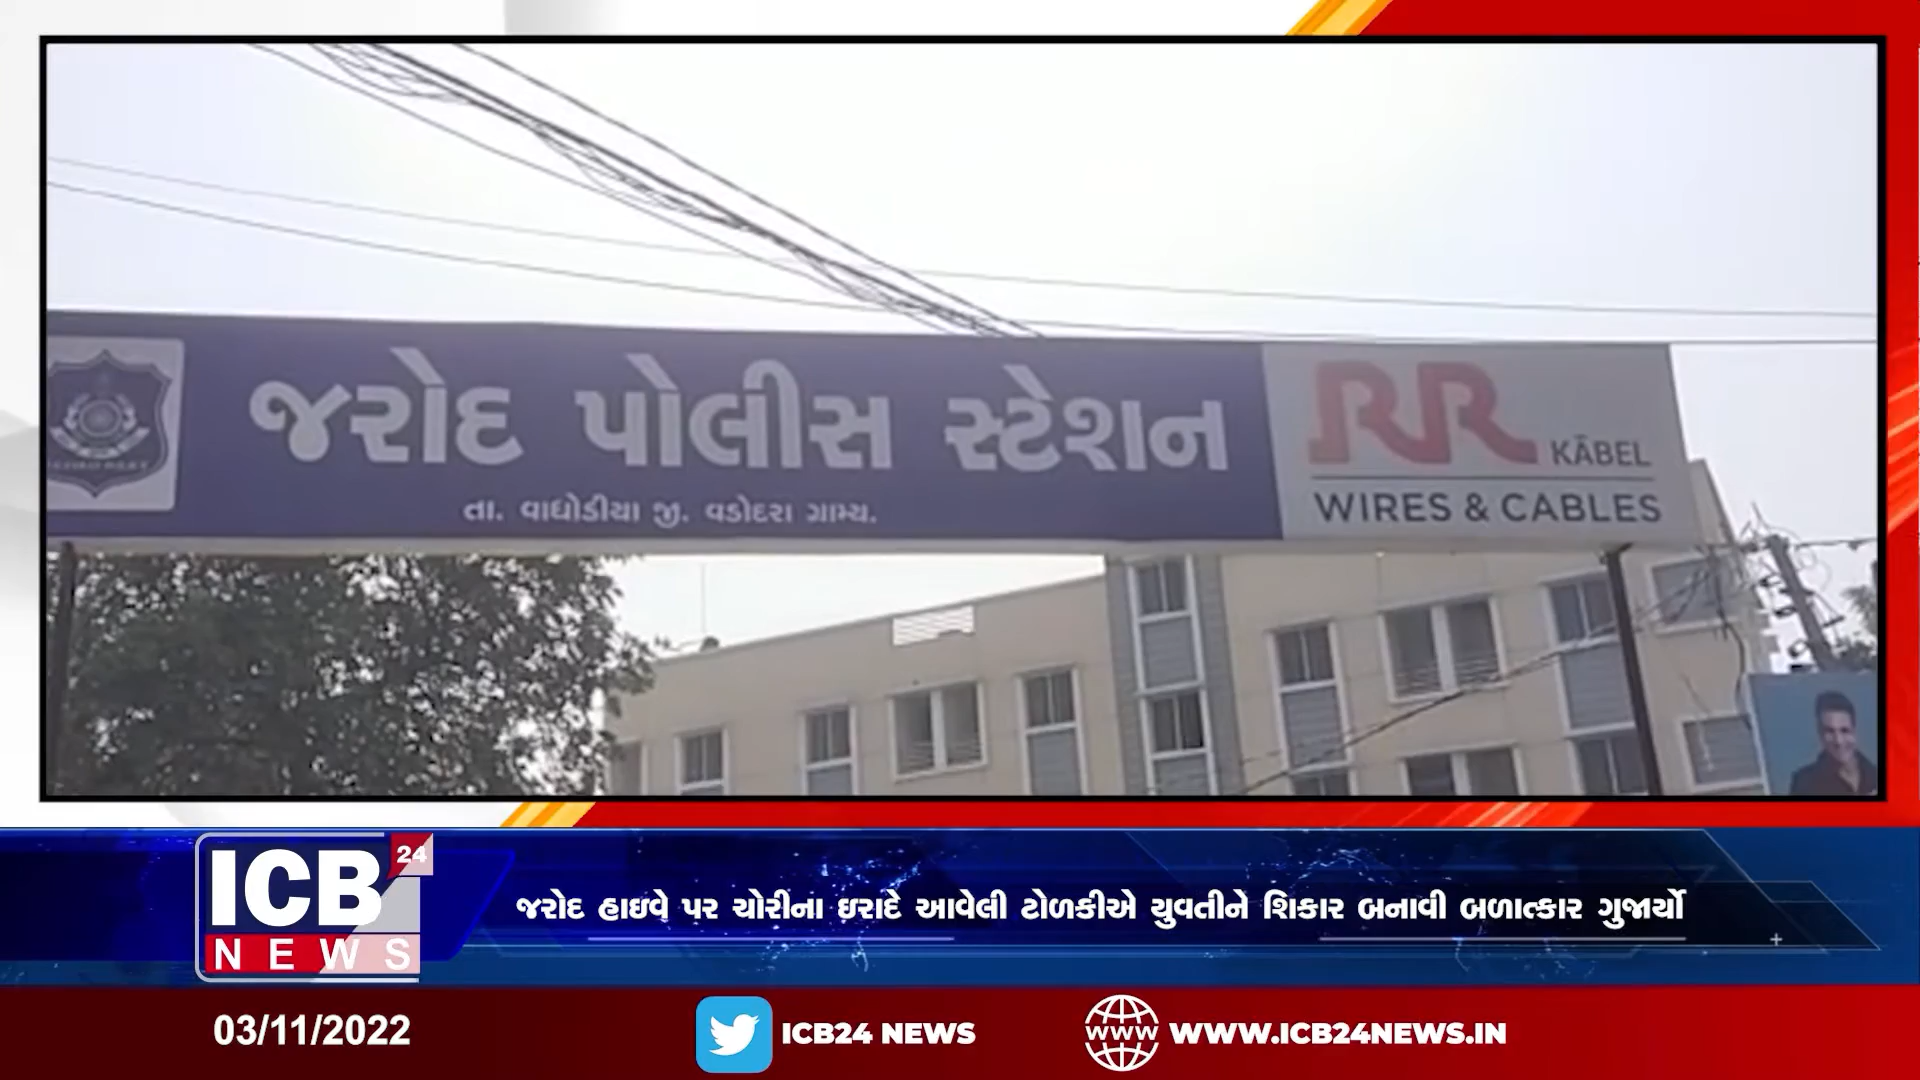 જરોદ પોલીસ સ્ટેશન
તા. વાઘોડીયા જી. વડોદરા ગ્રામ્ય.
RR KABEL
WIRES & CABLES
ICB 24
NEWS
જરોદ હાઇવે પર ચોરીના ઇરાદે આવેલી ટોળકીએ યુવતીને શિકાર બનાવી બળાત્કાર ગુજાર્યો
03/11/2022
ICB24 NEWS
WWW
WWW.ICB24NEWS.IN